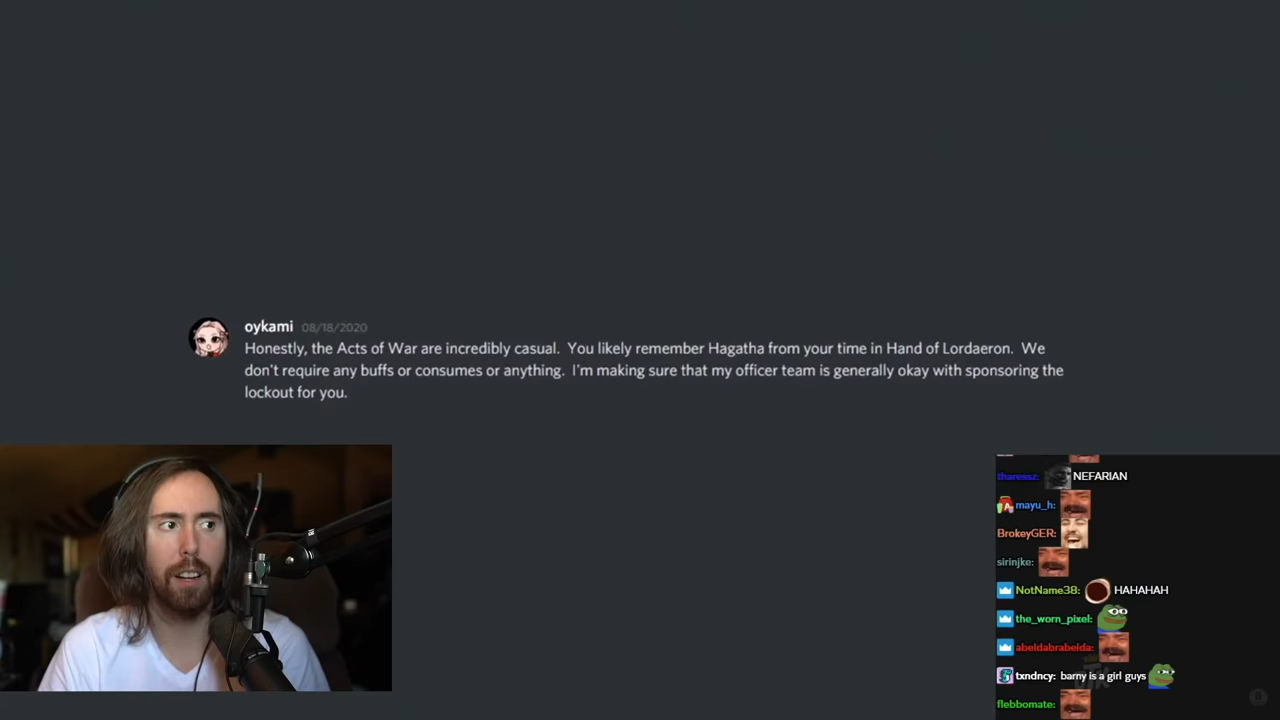 oykami 08/18/2020
Honestly, the Acts of War are incredibly casual. You likely remember Hagatha from your time in Hand of Lordaeron. We
don't require any buffs or consumes or anything. I'm making sure that my officer team is generally okay with sponsoring the
lockout for you.
tharessz: NEFARIAN
mayu_h:
BrokeyGER:
sirinjke:
NotName38: HAHAHAH
the_worn_pixel:
abeldabrabelda:
txndncy: barny is a girl guys
flebbomate: